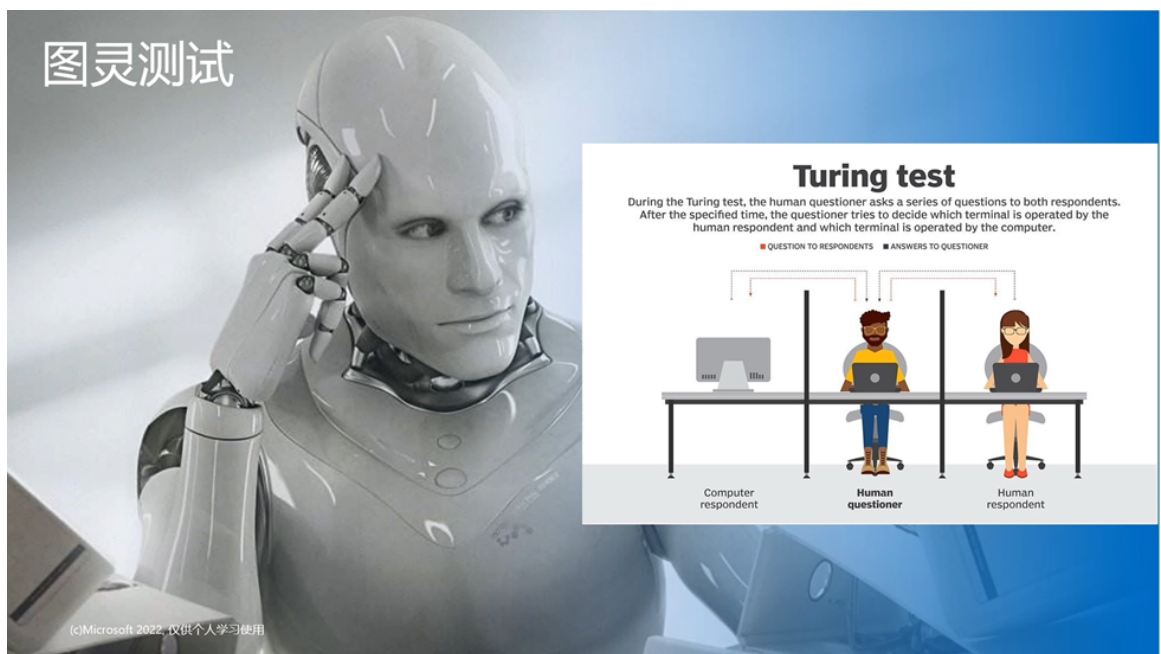 图灵测试
Turing test
During the Turing test, the human questioner asks a series of questions to both respondents.
After the specified time, the questioner tries to decide which terminal is operated by the
human respondent and which terminal is operated by the computer.
QUESTION TO RESPONDENTS ANSWERS TO QUESTIONER
Computer
respondent
Human
questioner
Human
respondent
(c)Microsoft 2022, 仅供个人学习使用